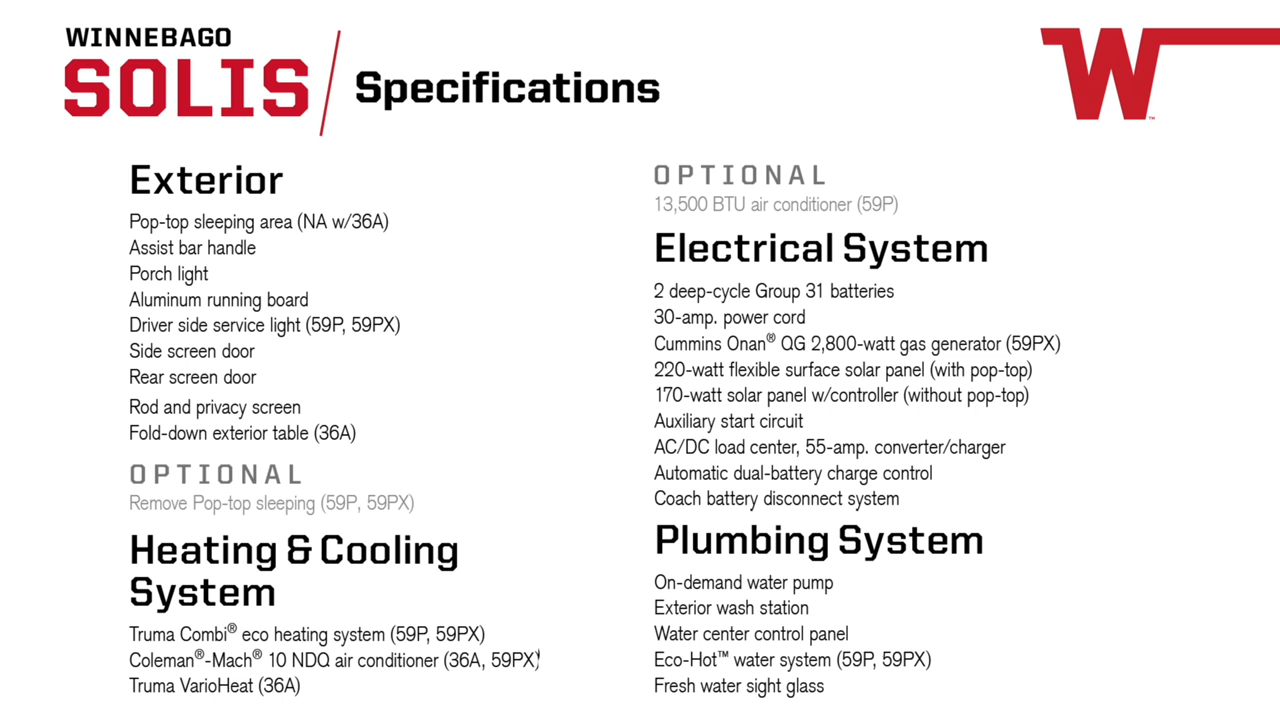 WINNEBAGO
SOLIS
Specifications
W
™
Exterior
Pop-top sleeping area (NA w/36A)
Assist bar handle
Porch light
Aluminum running board
Driver side service light (59P, 59PX)
Side screen door
Rear screen door
Rod and privacy screen
Fold-down exterior table (36A)
OPTIONAL
Remove Pop-top sleeping (59P, 59PX)
Heating & Cooling
System
Truma Combi® eco heating system (59P, 59PX)
Coleman®-Mach® 10 NDQ air conditioner (36A, 59PX)
Truma VarioHeat (36A)
OPTIONAL
13,500 BTU air conditioner (59P)
Electrical System
2 deep-cycle Group 31 batteries
30-amp. power cord
Cummins Onan® QG 2,800-watt gas generator (59PX)
220-watt flexible surface solar panel (with pop-top)
170-watt solar panel w/controller (without pop-top)
Auxiliary start circuit
AC/DC load center, 55-amp. converter/charger
Automatic dual-battery charge control
Coach battery disconnect system
Plumbing System
On-demand water pump
Exterior wash station
Water center control panel
Eco-Hot™ water system (59P, 59PX)
Fresh water sight glass